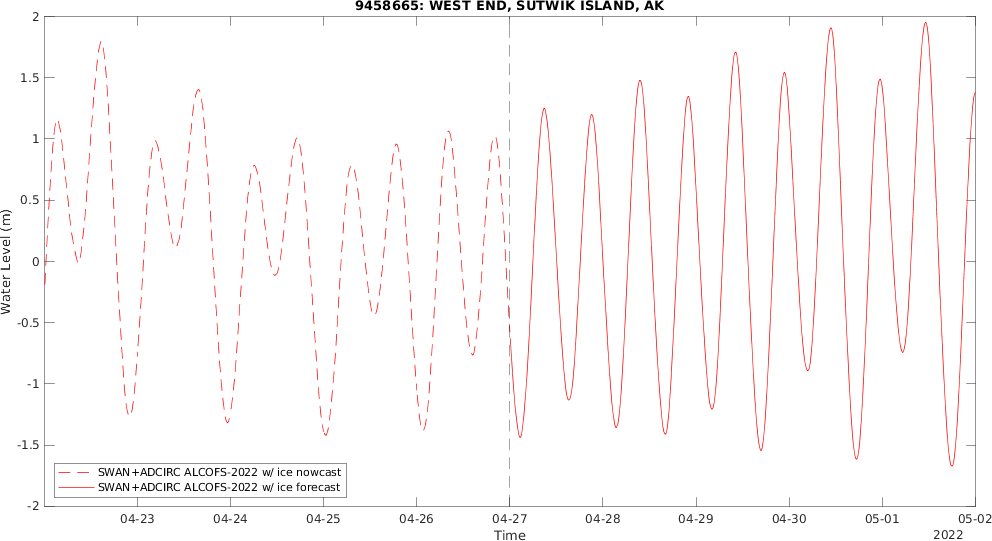 9458665: WEST END, SUTWIK ISLAND, AK
2
1.5
1
0.5
0
-0.5
-1
-1.5
-2
Water Level (m)
SWAN+ADCIRC ALCOFS-2022 w/ ice nowcast
SWAN+ADCIRC ALCOFS-2022 w/ ice forecast
04-23 04-24 04-25 04-26 04-27 04-28 04-29 04-30 05-01 05-02
Time
2022